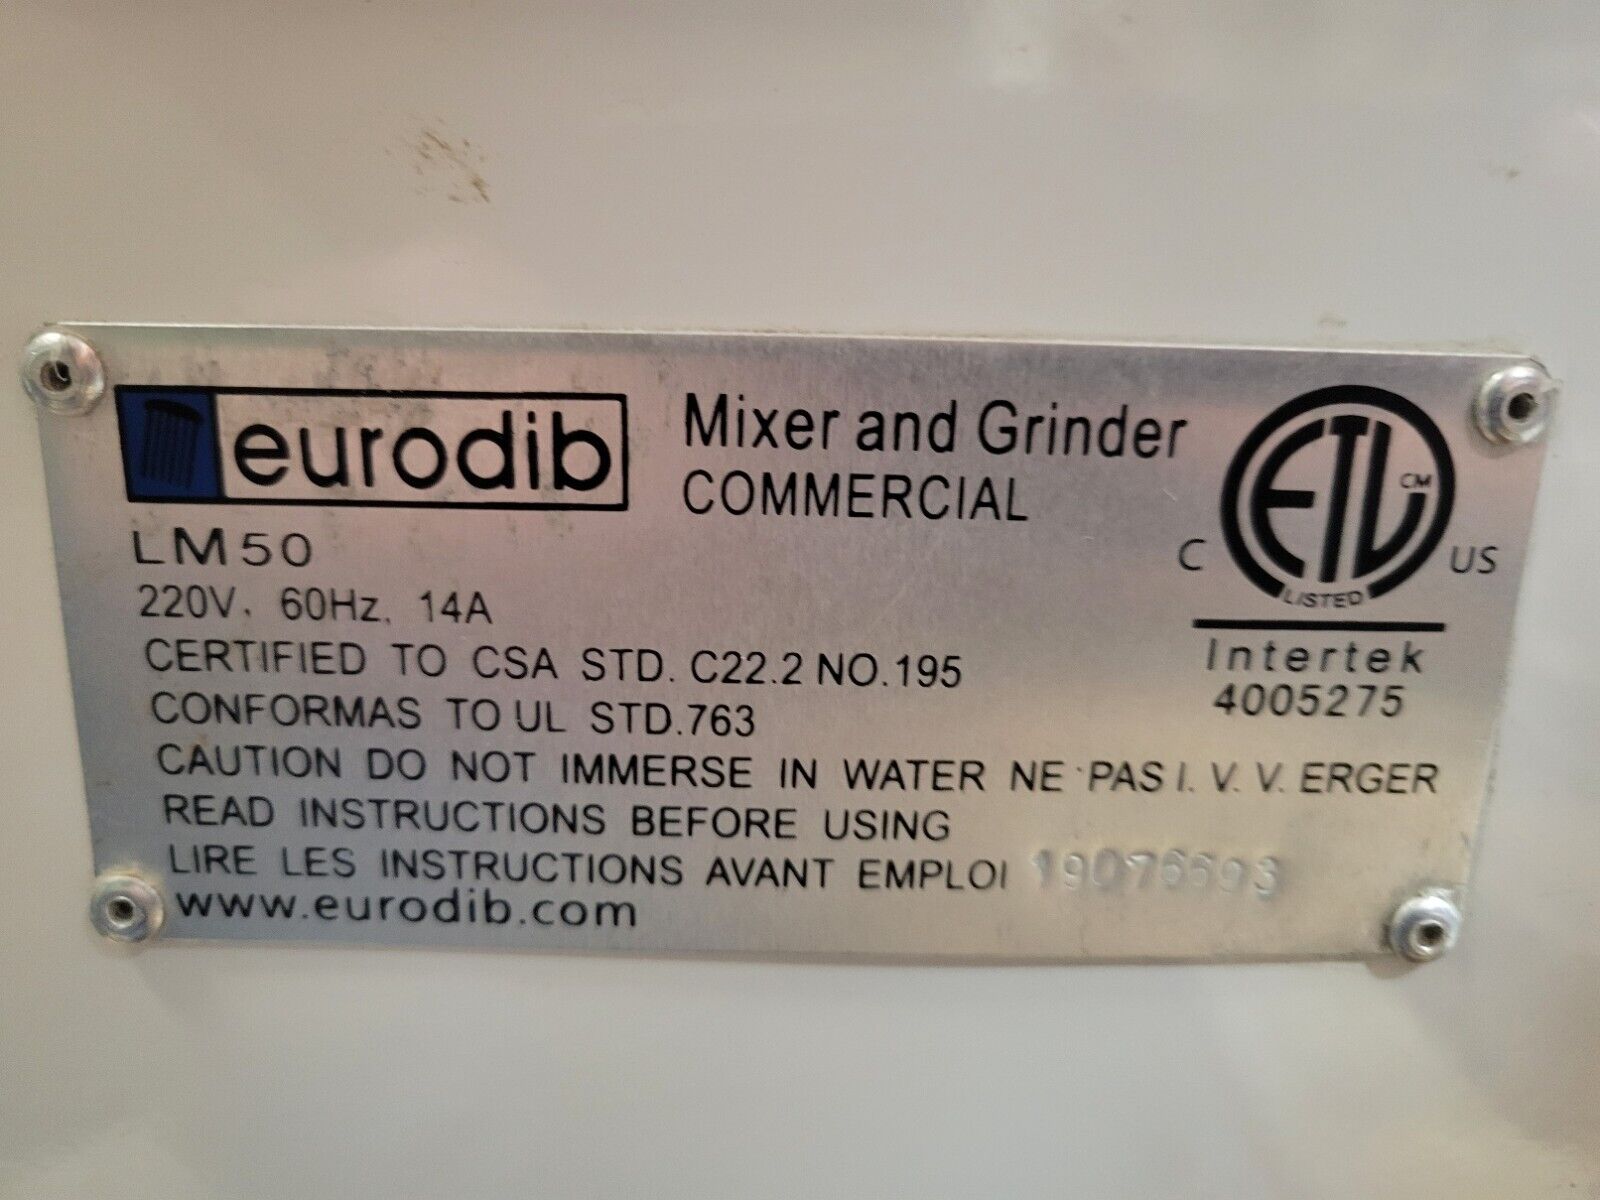 eurodib
Mixer and Grinder
COMMERCIAL
LM50
220V. 60Hz. 14A
CERTIFIED TO CSA STD. C22.2 NO.195
CONFORMAS TO UL STD.763
CAUTION DO NOT IMMERSE IN WATER NE PAS I. V. V. ERGER
READ INSTRUCTIONS BEFORE USING
LIRE LES INSTRUCTIONS AVANT EMPLOI 19076693
www.eurodib.com
C ETL CM US
LISTED
Intertek
4005275